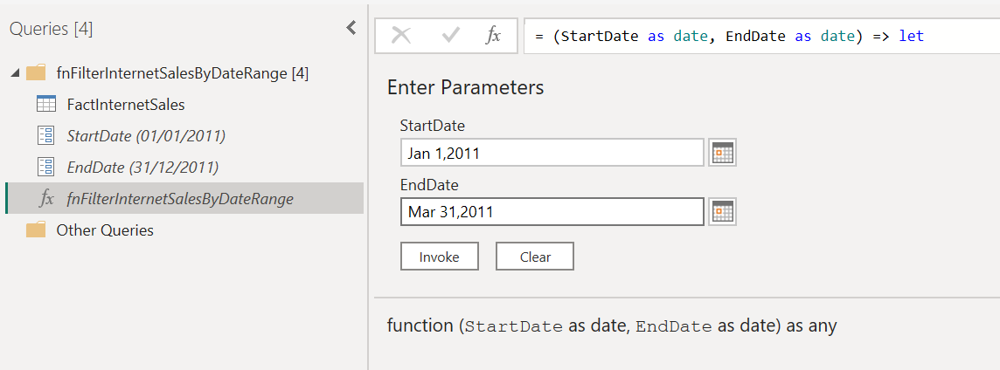 Queries [4]
fnFilterInternetSalesByDateRange [4]
FactInternetSales
StartDate (01/01/2011)
EndDate (31/12/2011)
fx fnFilterInternetSalesByDateRange
Other Queries
fx = (StartDate as date, EndDate as date) => let
Enter Parameters
StartDate
Jan 1,2011
EndDate
Mar 31,2011
Invoke Clear
function (StartDate as date, EndDate as date) as any